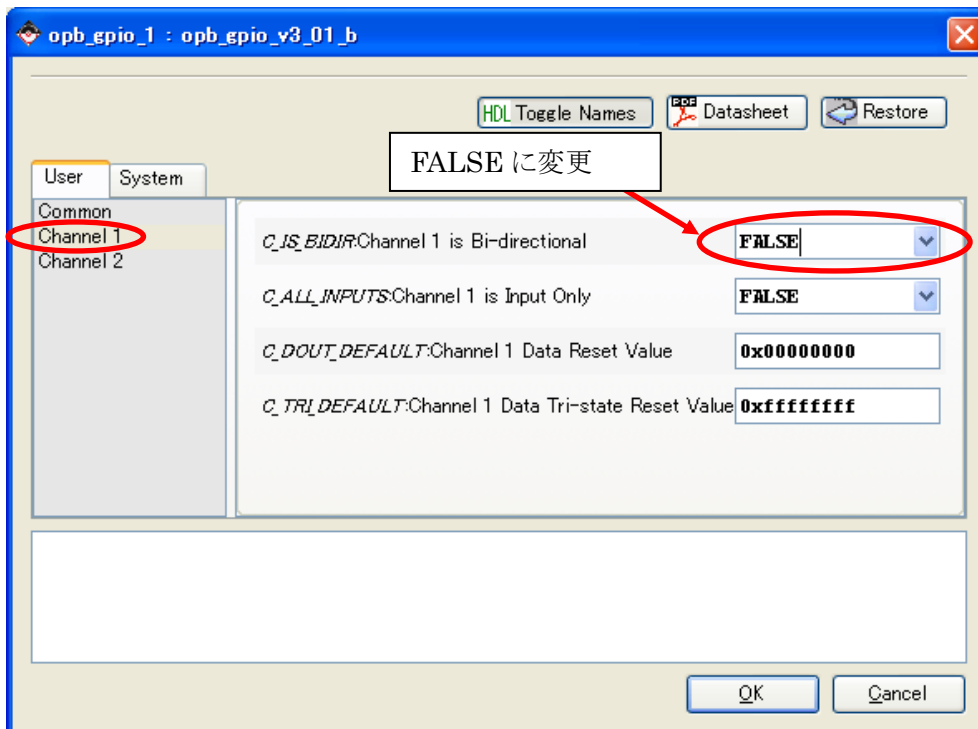 opb_gpio_1 : opb_gpio_v3_01_b
HDL Toggle Names
PDF Datasheet
Restore
FALSE に変更
User
System
Common
Channel 1
Channel 2
C_IS_BIDIR:Channel 1 is Bi-directional
FALSE
C_ALL_INPUTS:Channel 1 is Input Only
FALSE
C_DOUT_DEFAULT:Channel 1 Data Reset Value
0x00000000
C_TRI_DEFAULT:Channel 1 Data Tri-state Reset Value
0xffffffff
OK
Cancel